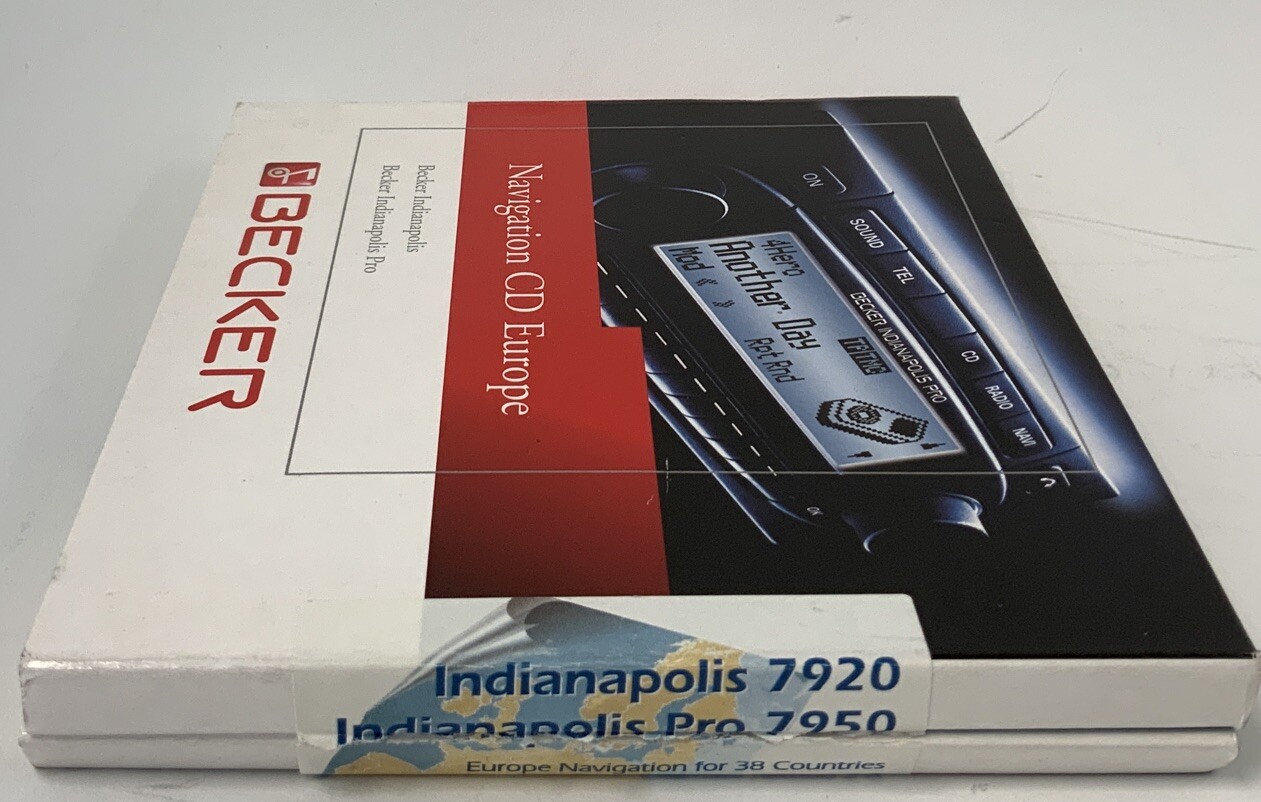 BECKER
Becker Indianapolis
Becker Indianapolis Pro
Navigation CD Europe
ON
SOUND
TEL
CD
RADIO
NAVI
BECKER INDIANAPOLIS PRO
4Hero
Another Day
Mod « »
Rpt Rnd
OK
Indianapolis 7920
Indianapolis Pro 7950
Europe Navigation for 38 Countries